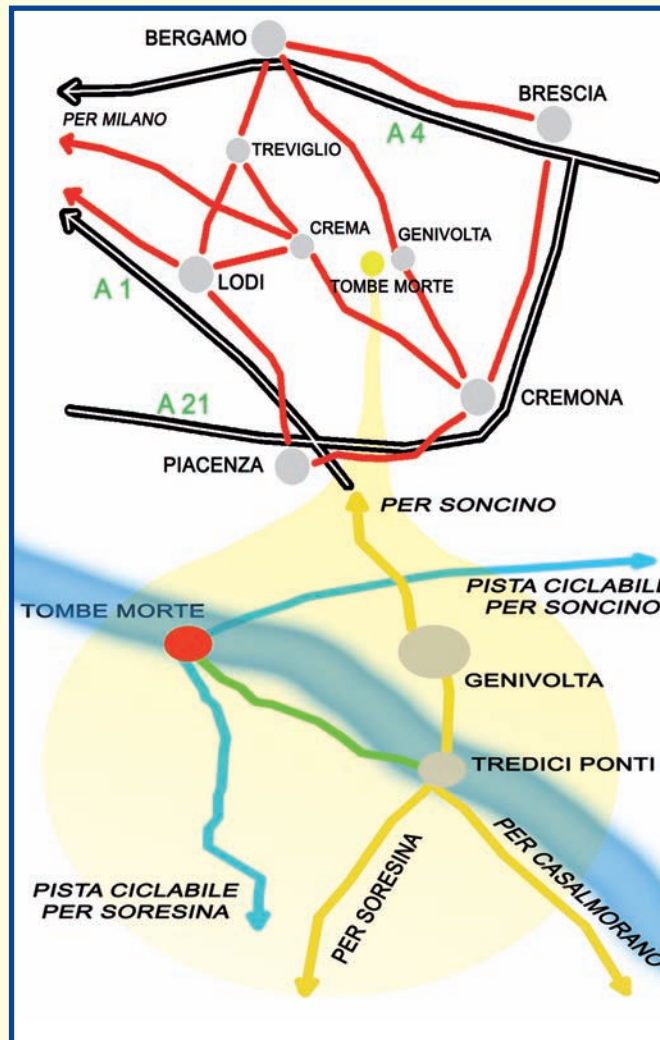 BERGAMO
BRESCIA
PER MILANO
A 4
TREVIGLIO
CREMA
GENIVOLTA
LODI
TOMBE MORTE
A 1
CREMONA
A 21
PIACENZA
PER SONCINO
PISTA CICLABILE
PER SONCINO
TOMBE MORTE
GENIVOLTA
TREDICI PONTI
PER SORESINA
PER CASALMORANO
PISTA CICLABILE
PER SORESINA